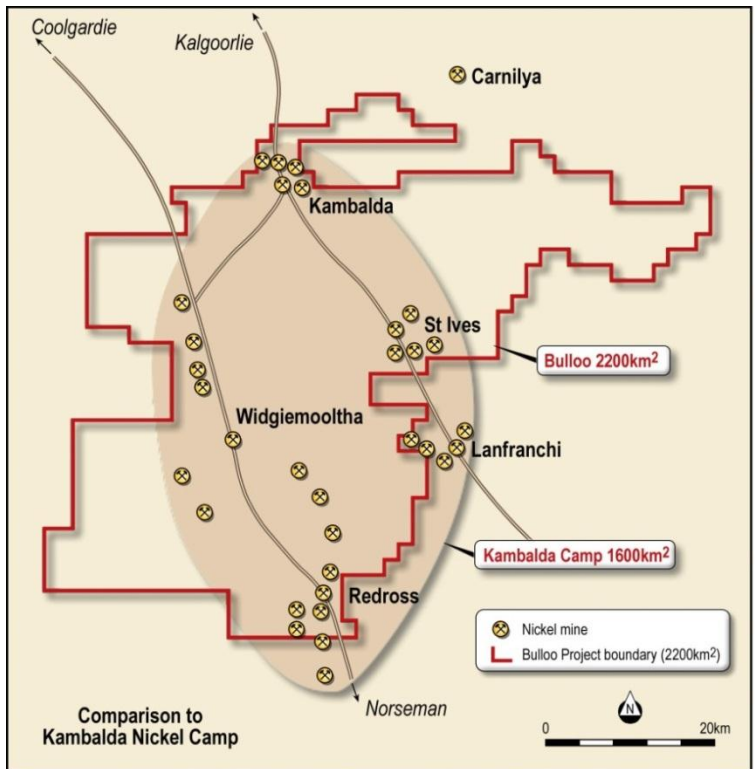 Coolgardie
Kalgoorlie
Carnilya
Kambalda
St Ives
Bulloo 2200km²
Widgiemooltha
Lanfranchi
Kambalda Camp 1600km²
Redross
Nickel mine
Bulloo Project boundary (2200km²)
Norseman
Comparison to
Kambalda Nickel Camp
N
0 20km